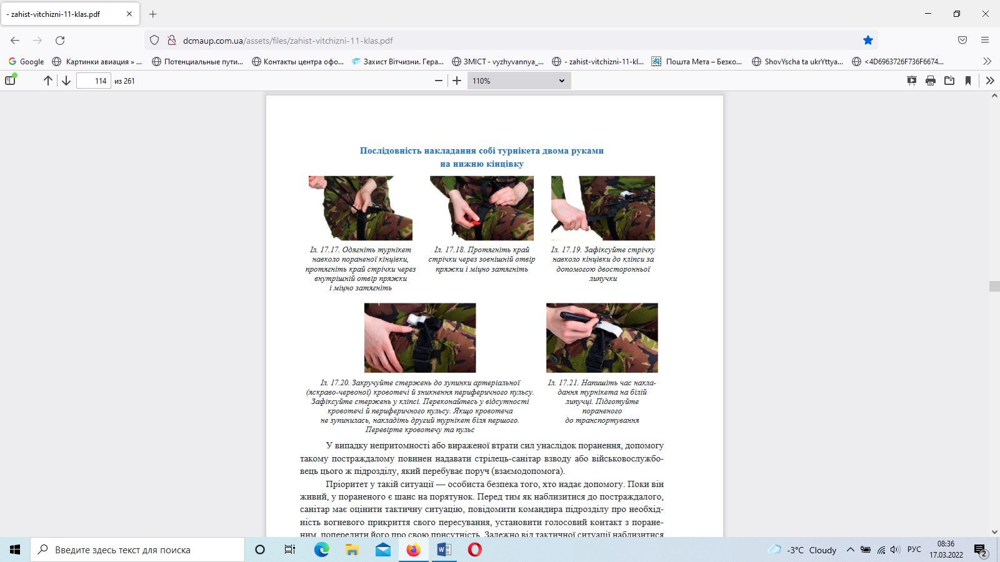 - zahist-vitchizni-11-klas.pdf
dcmaup.com.ua/assets/files/zahist-vitchizni-11-klas.pdf
Google Картинки авиация » ... Потенциальные пути... Контакты центра офо... Захист Вітчизни. Гера... ЗМІСТ - vyzhyvannya_... - zahist-vitchizni-11-kl... Пошта Мета – Безко... ShovYscha ta ukrYttya... <4D6963726F736F6674...
114 из 261 110%
Послідовність накладання собі турнікета двома руками
на нижню кінцівку
Іл. 17.17. Одягніть турнікет
навколо пораненої кінцівки,
протягніть край стрічки через
внутрішній отвір пряжки
і міцно затягніть
Іл. 17.18. Протягніть край
стрічки через зовнішній отвір
пряжки і міцно затягніть
Іл. 17.19. Зафіксуйте стрічку
навколо кінцівки до кліпси за
допомогою двосторонньої
липучки
Іл. 17.20. Закручуйте стержень до зупинки артеріальної
(яскраво-червоної) кровотечі й зникнення периферичного пульсу.
Зафіксуйте стержень у кліпсі. Переконайтесь у відсутності
кровотечі й периферичного пульсу. Якщо кровотеча
не зупинилась, накладіть другий турнікет біля першого.
Перевірте кровотечу та пульс
Іл. 17.21. Напишіть час накла-
дання турнікета на білій
липучці. Підготуйте
пораненого
до транспортування
У випадку непритомності або вираженої втрати сил унаслідок поранення, допомогу
такому постраждалому повинен надавати стрілець-санітар взводу або військовослужбо-
вець цього ж підрозділу, який перебуває поруч (взаємодопомога).
Пріоритет у такій ситуації — особиста безпека того, хто надає допомогу. Поки він
живий, у пораненого є шанс на порятунок. Перед тим як наблизитися до постраждалого,
санітар має оцінити тактичну ситуацію, повідомити командира підрозділу про необхід-
ність вогневого прикриття свого пересування, установити голосовий контакт з поране-
ним, попередити його про свою присутність. Залежно від тактичної ситуації наблизитися
Введите здесь текст для поиска
-3°C Cloudy
РУС
08:36
17.03.2022
2